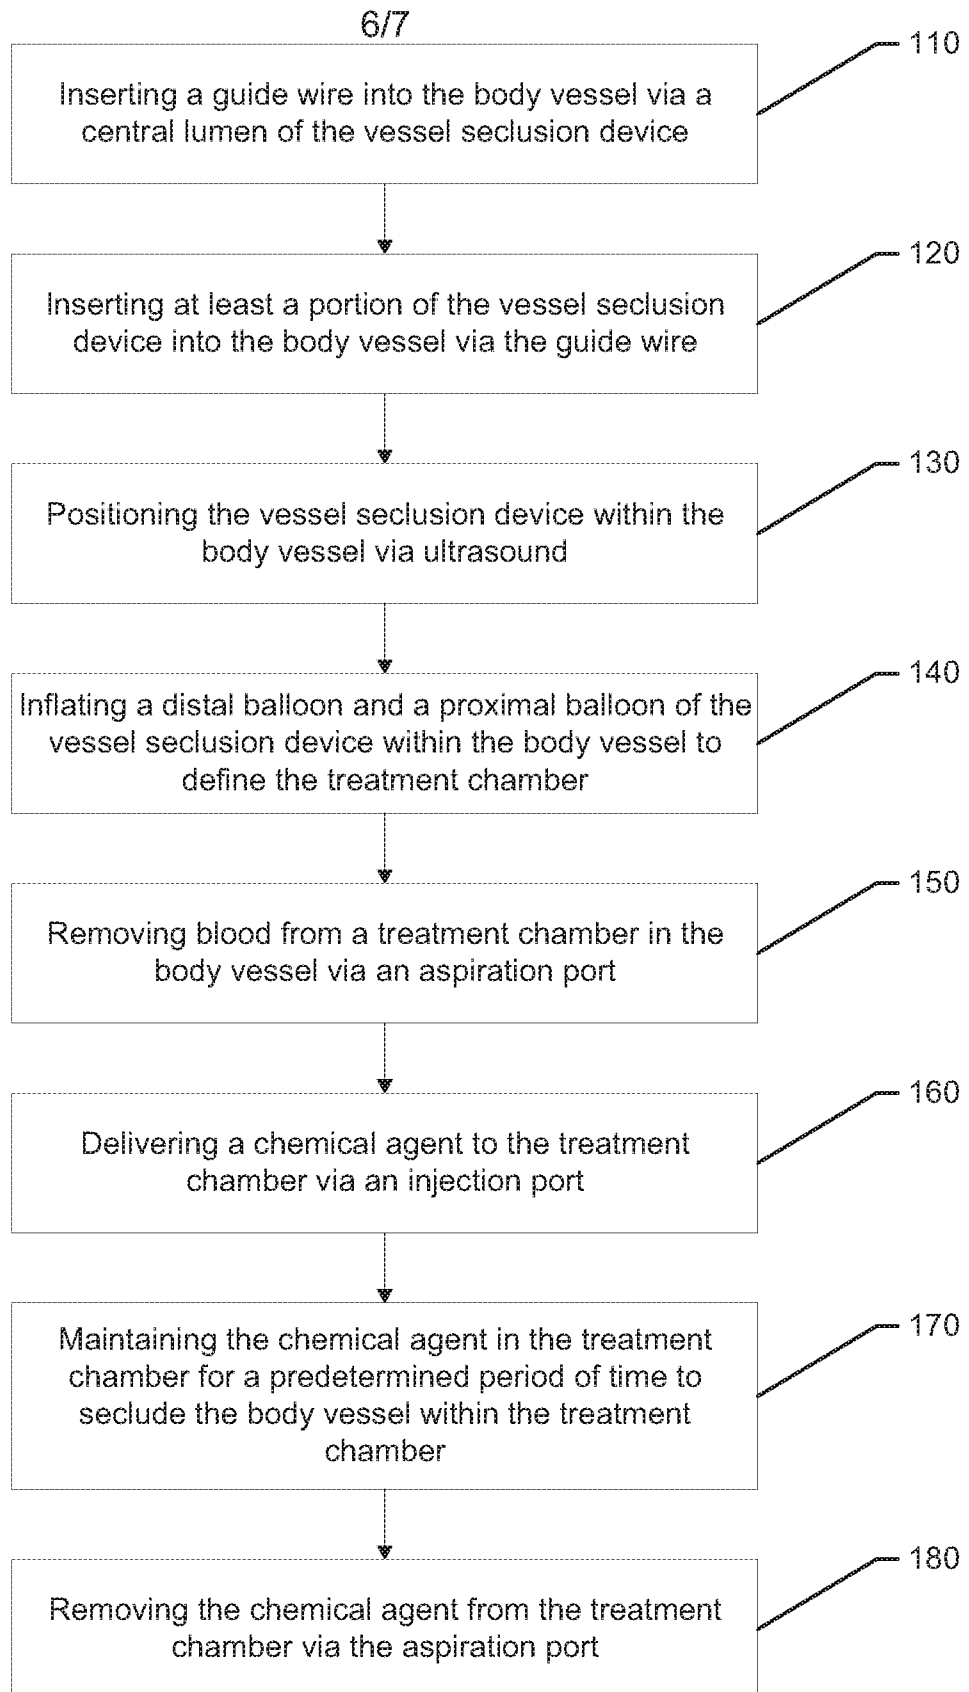 6/7
110
Inserting a guide wire into the body vessel via a
central lumen of the vessel seclusion device
120
Inserting at least a portion of the vessel seclusion
device into the body vessel via the guide wire
130
Positioning the vessel seclusion device within the
body vessel via ultrasound
140
Inflating a distal balloon and a proximal balloon of the
vessel seclusion device within the body vessel to
define the treatment chamber
150
Removing blood from a treatment chamber in the
body vessel via an aspiration port
160
Delivering a chemical agent to the treatment
chamber via an injection port
170
Maintaining the chemical agent in the treatment
chamber for a predetermined period of time to
seclude the body vessel within the treatment
chamber
180
Removing the chemical agent from the treatment
chamber via the aspiration port